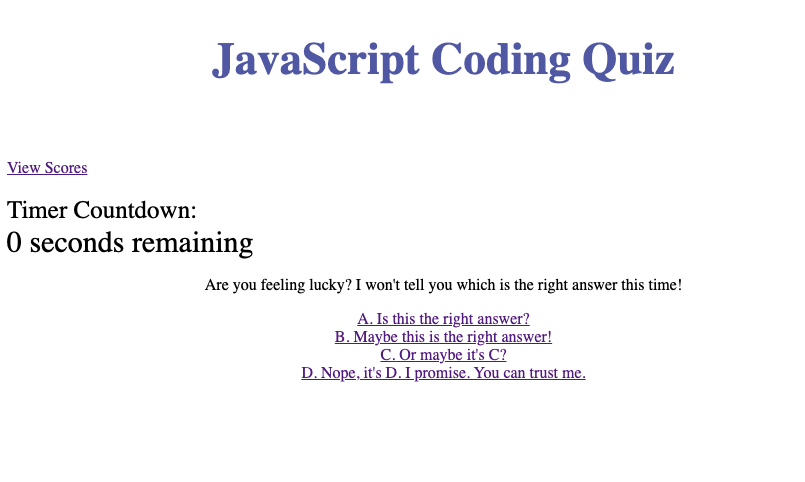 JavaScript Coding Quiz
View Scores
Timer Countdown:
0 seconds remaining
Are you feeling lucky? I won't tell you which is the right answer this time!
A. Is this the right answer?
B. Maybe this is the right answer!
C. Or maybe it's C?
D. Nope, it's D. I promise. You can trust me.